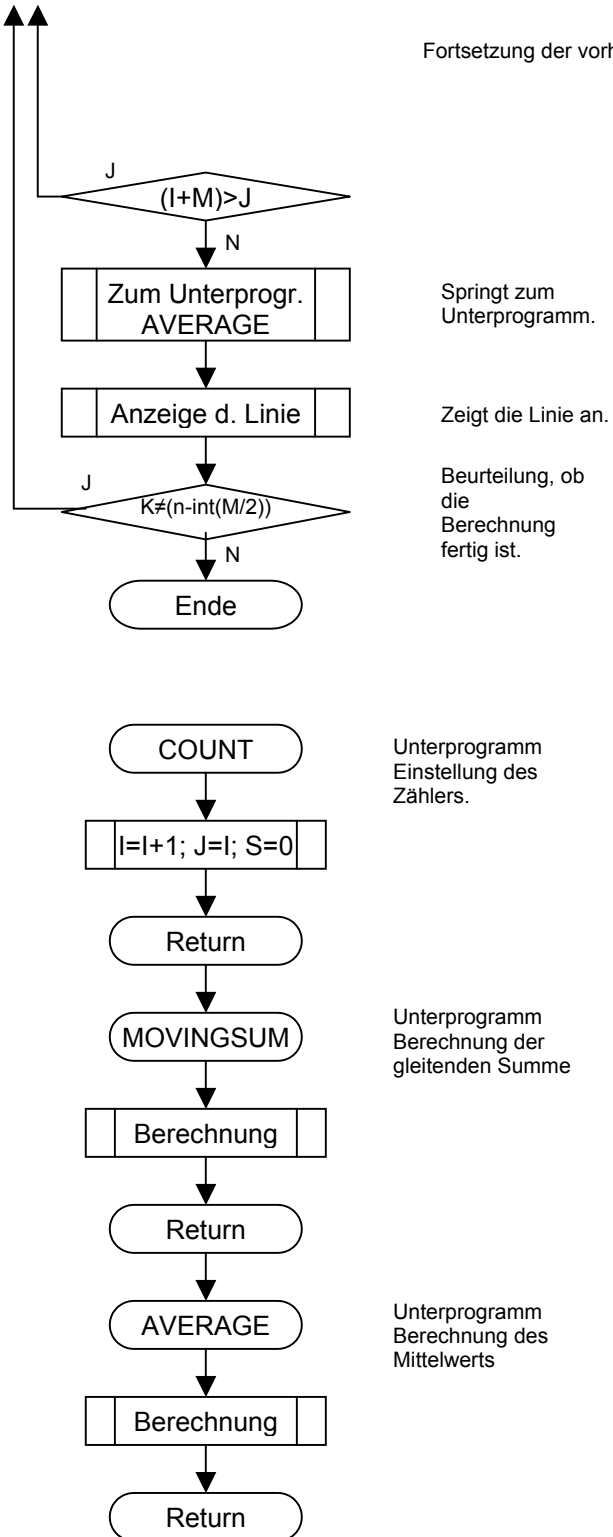 Fortsetzung der
J
(I+M)>J
N
Zum Unterprogr.
AVERAGE
Springt zum
Unterprogramm.
Anzeige d. Linie
Zeigt die Linie an.
J
K≠(n-int(M/2))
Beurteilung, ob
die
Berechnung
fertig ist.
N
Ende
COUNT
Unterprogramm
Einstellung des
Zählers.
I=I+1; J=I; S=0
Return
MOVINGSUM
Unterprogramm
Berechnung der
gleitenden Summe
Berechnung
Return
AVERAGE
Unterprogramm
Berechnung des
Mittelwerts
Berechnung
Return